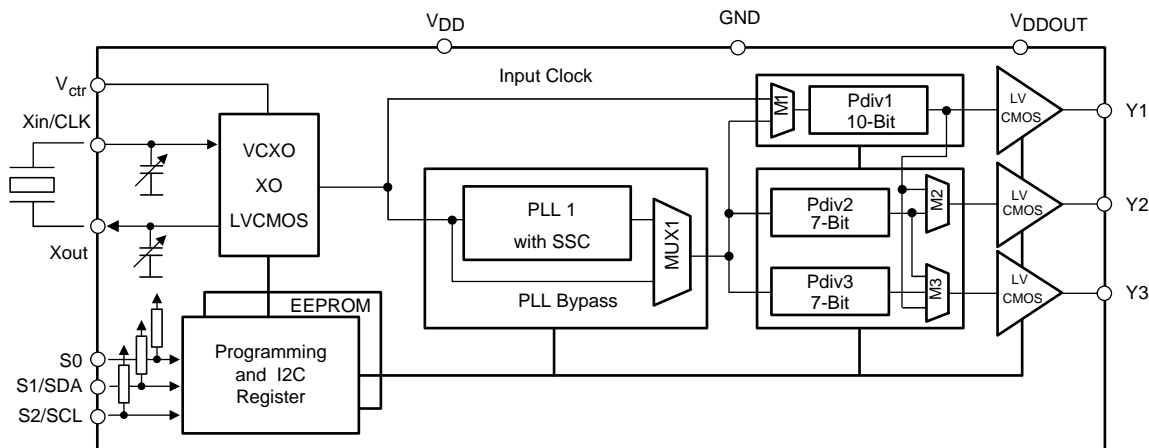 VDD
GND
VDDOUT
Vctr
Input Clock
Xin/CLK
VCXO
XO
LVCMOS
M1
Pdiv1
10-Bit
LV
CMOS
Y1
PLL 1
with SSC
MUX1
Pdiv2
7-Bit
M2
LV
CMOS
Y2
Xout
PLL Bypass
Pdiv3
7-Bit
M3
LV
CMOS
Y3
EEPROM
Programming
and I2C
Register
S0
S1/SDA
S2/SCL